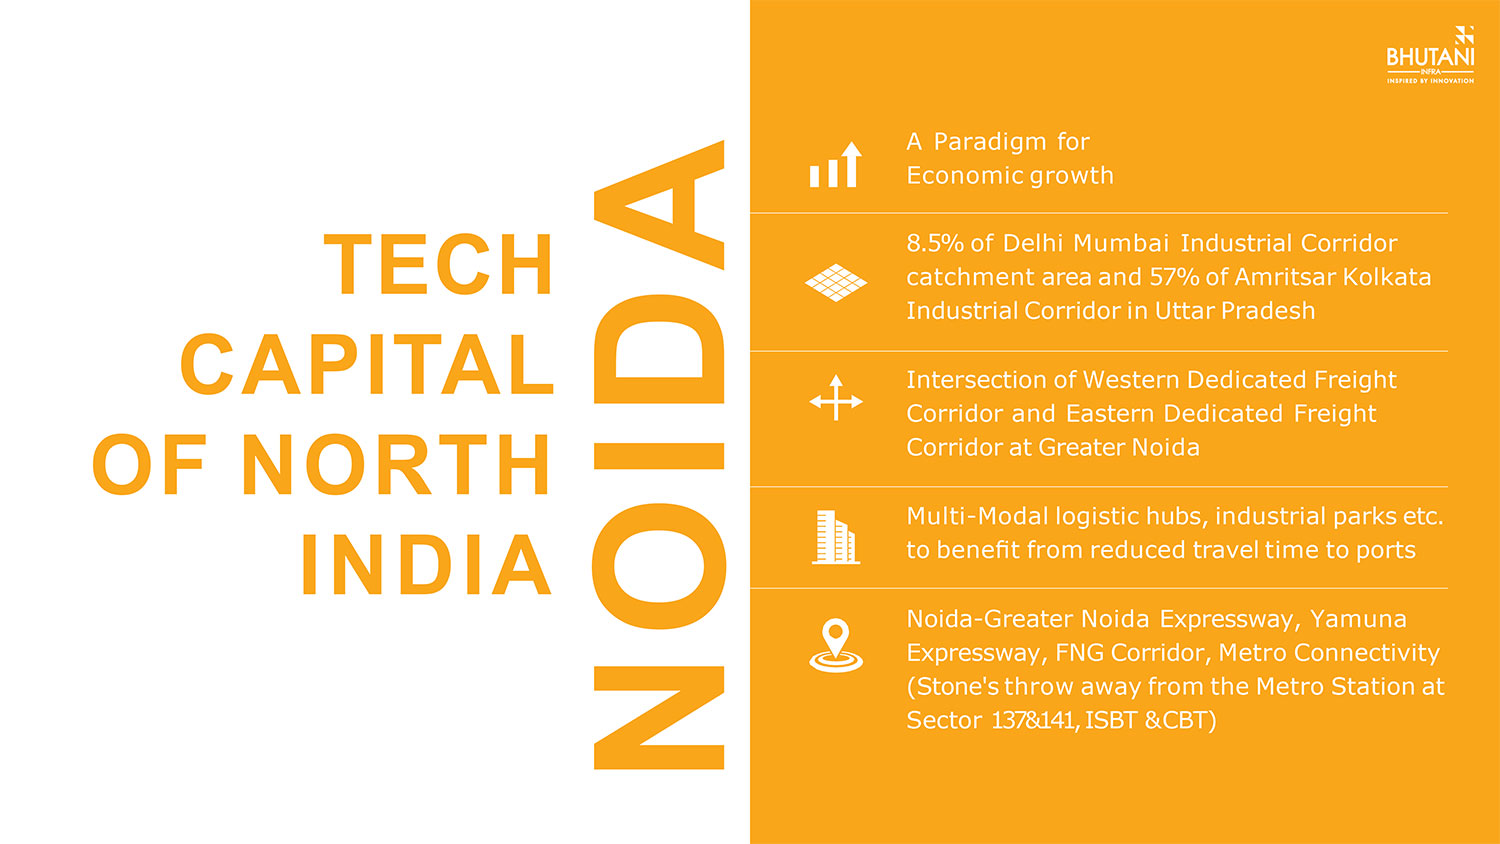 TECH
CAPITAL
OF NORTH
INDIA
NOIDA
BHUTANI
INFRA
INSPIRED BY INNOVATION
A Paradigm for
Economic growth
8.5% of Delhi Mumbai Industrial Corridor
catchment area and 57% of Amritsar Kolkata
Industrial Corridor in Uttar Pradesh
Intersection of Western Dedicated Freight
Corridor and Eastern Dedicated Freight
Corridor at Greater Noida
Multi-Modal logistic hubs, industrial parks etc.
to benefit from reduced travel time to ports
Noida-Greater Noida Expressway, Yamuna
Expressway, FNG Corridor, Metro Connectivity
(Stone's throw away from the Metro Station at
Sector 137&141, ISBT &CBT)